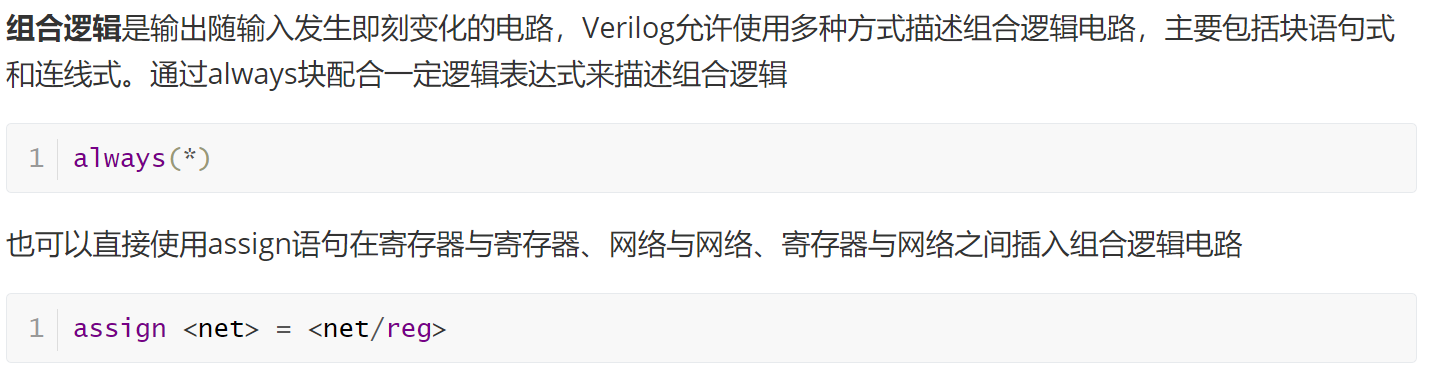 组合逻辑是输出随输入发生即刻变化的电路，Verilog允许使用多种方式描述组合逻辑电路，主要包括块语句式
和连线式。通过always块配合一定逻辑表达式来描述组合逻辑
1 always(*)
也可以直接使用assign语句在寄存器与寄存器、网络与网络、寄存器与网络之间插入组合逻辑电路
1 assign <net> = <net/reg>